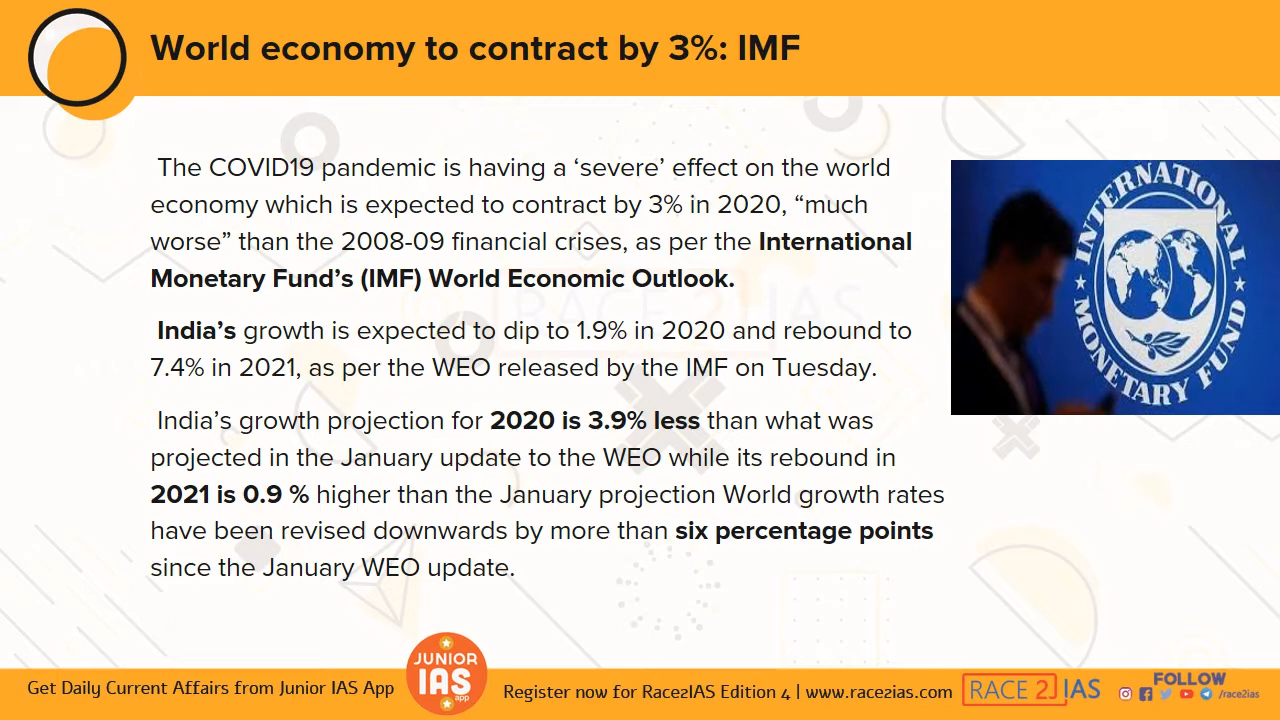 World economy to contract by 3%: IMF
The COVID19 pandemic is having a ‘severe’ effect on the world
economy which is expected to contract by 3% in 2020, “much
worse” than the 2008-09 financial crises, as per the International
Monetary Fund’s (IMF) World Economic Outlook.
India’s growth is expected to dip to 1.9% in 2020 and rebound to
7.4% in 2021, as per the WEO released by the IMF on Tuesday.
India’s growth projection for 2020 is 3.9% less than what was
projected in the January update to the WEO while its rebound in
2021 is 0.9 % higher than the January projection World growth rates
have been revised downwards by more than six percentage points
since the January WEO update.
INTERNATIONAL
MONETARY FUND
RACE 2 IAS
Get Daily Current Affairs from Junior IAS App
JUNIOR
IAS
app
Register now for Race2IAS Edition 4 | www.race2ias.com
RACE 2 IAS
FOLLOW
/race2ias